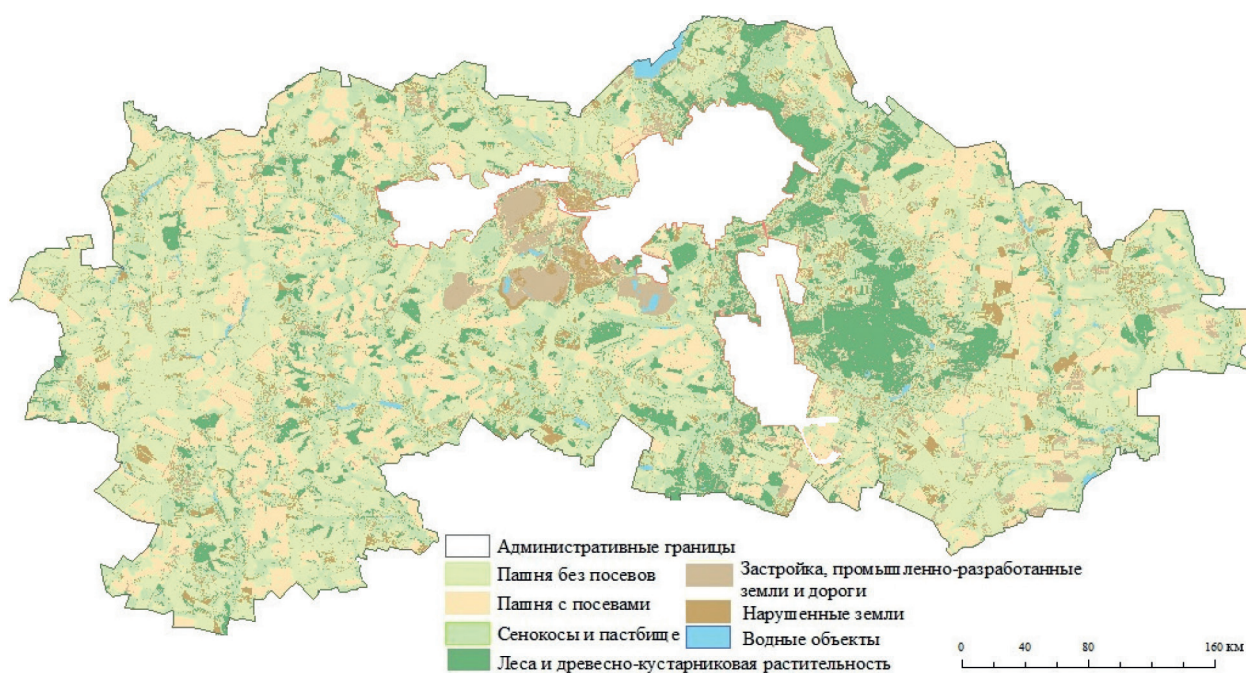 Административные границы
Пашня без посевов
Пашня с посевами
Сенокосы и пастбище
Леса и древесно-кустарниковая растительность
Застройка, промышленно-разработанные
земли и дороги
Нарушенные земли
Водные объекты
0 40 80 160 км